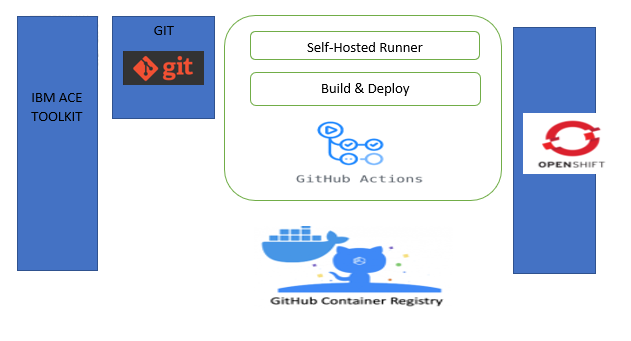 IBM ACE
TOOLKIT
GIT
git
Self-Hosted Runner
Build & Deploy
GitHub Actions
OPENSHIFT
GitHub Container Registry